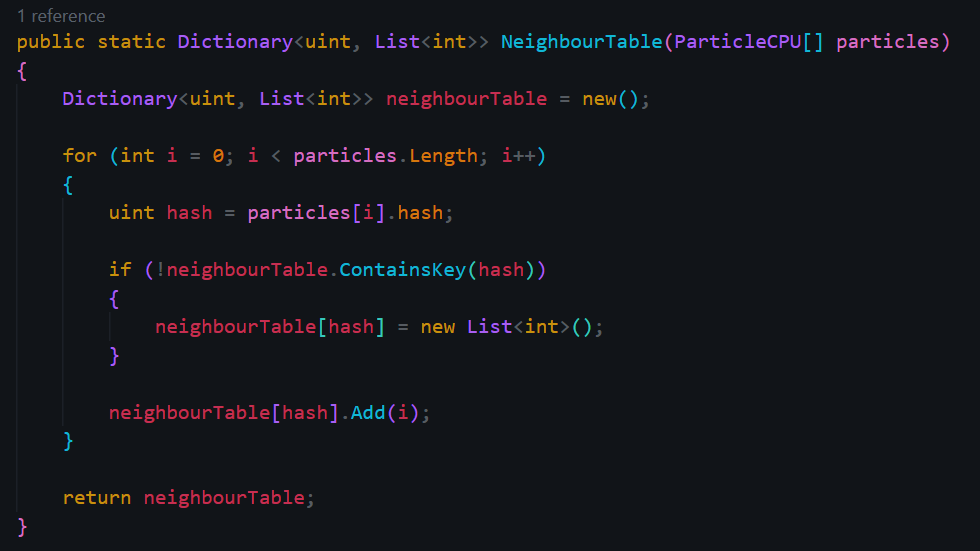 1 reference
public static Dictionary<uint, List<int>> NeighbourTable(ParticleCPU[] particles)
{
    Dictionary<uint, List<int>> neighbourTable = new();

    for (int i = 0; i < particles.Length; i++)
    {
        uint hash = particles[i].hash;

        if (!neighbourTable.ContainsKey(hash))
        {
            neighbourTable[hash] = new List<int>();
        }

        neighbourTable[hash].Add(i);
    }

    return neighbourTable;
}